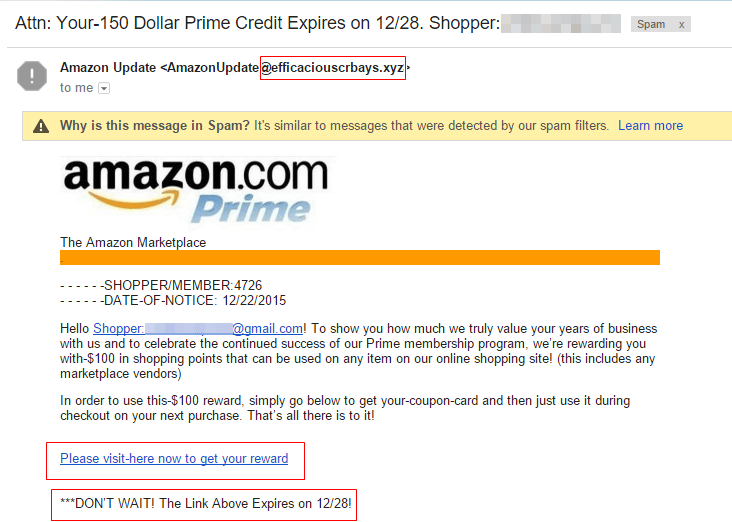 Attn: Your-150 Dollar Prime Credit Expires on 12/28. Shopper:
Spam x
Amazon Update <AmazonUpdate@efficaciouscrbays.xyz>
to me
Why is this message in Spam? It's similar to messages that were detected by our spam filters. Learn more
amazon.com
Prime
The Amazon Marketplace
- - - - - -SHOPPER/MEMBER:4726
- - - - - -DATE-OF-NOTICE: 12/22/2015
Hello Shopper: @gmail.com! To show you how much we truly value your years of business
with us and to celebrate the continued success of our Prime membership program, we're rewarding you
with-$100 in shopping points that can be used on any item on our online shopping site! (this includes any
marketplace vendors)
In order to use this-$100 reward, simply go below to get your-coupon-card and then just use it during
checkout on your next purchase. That's all there is to it!
Please visit-here now to get your reward
***DON'T WAIT! The Link Above Expires on 12/28!